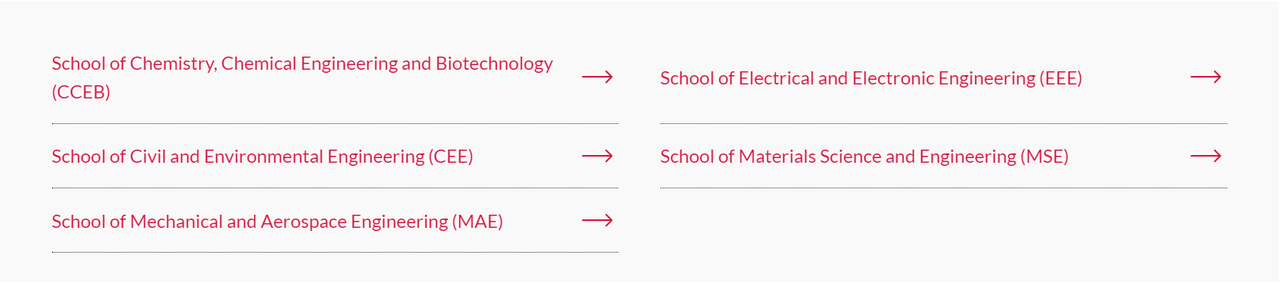 School of Chemistry, Chemical Engineering and Biotechnology
(CCEB)
School of Electrical and Electronic Engineering (EEE)
School of Civil and Environmental Engineering (CEE)
School of Materials Science and Engineering (MSE)
School of Mechanical and Aerospace Engineering (MAE)